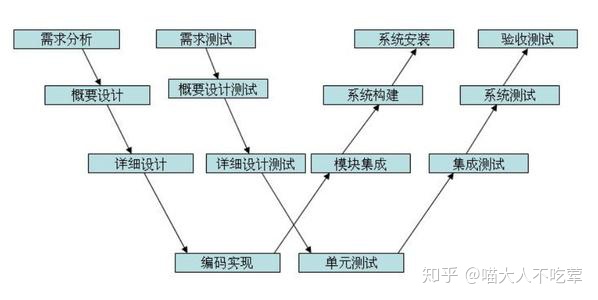 需求分析
需求测试
系统安装
验收测试
概要设计
概要设计测试
系统构建
系统测试
详细设计
详细设计测试
模块集成
集成测试
编码实现
单元测试
知乎 @喵大人不吃荤